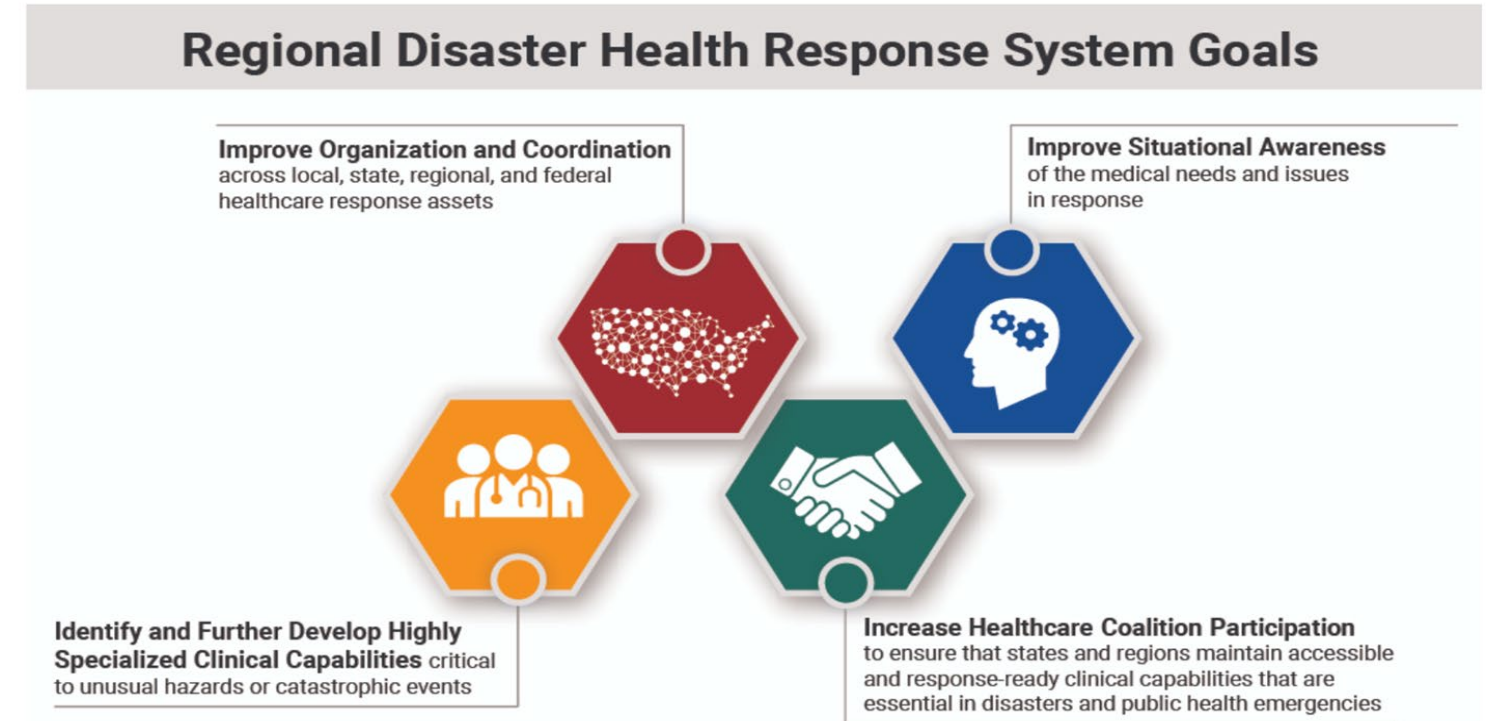 Regional Disaster Health Response System Goals
Improve Organization and Coordination
across local, state, regional, and federal
healthcare response assets
Improve Situational Awareness
of the medical needs and issues
in response
Identify and Further Develop Highly
Specialized Clinical Capabilities critical
to unusual hazards or catastrophic events
Increase Healthcare Coalition Participation
to ensure that states and regions maintain accessible
and response-ready clinical capabilities that are
essential in disasters and public health emergencies